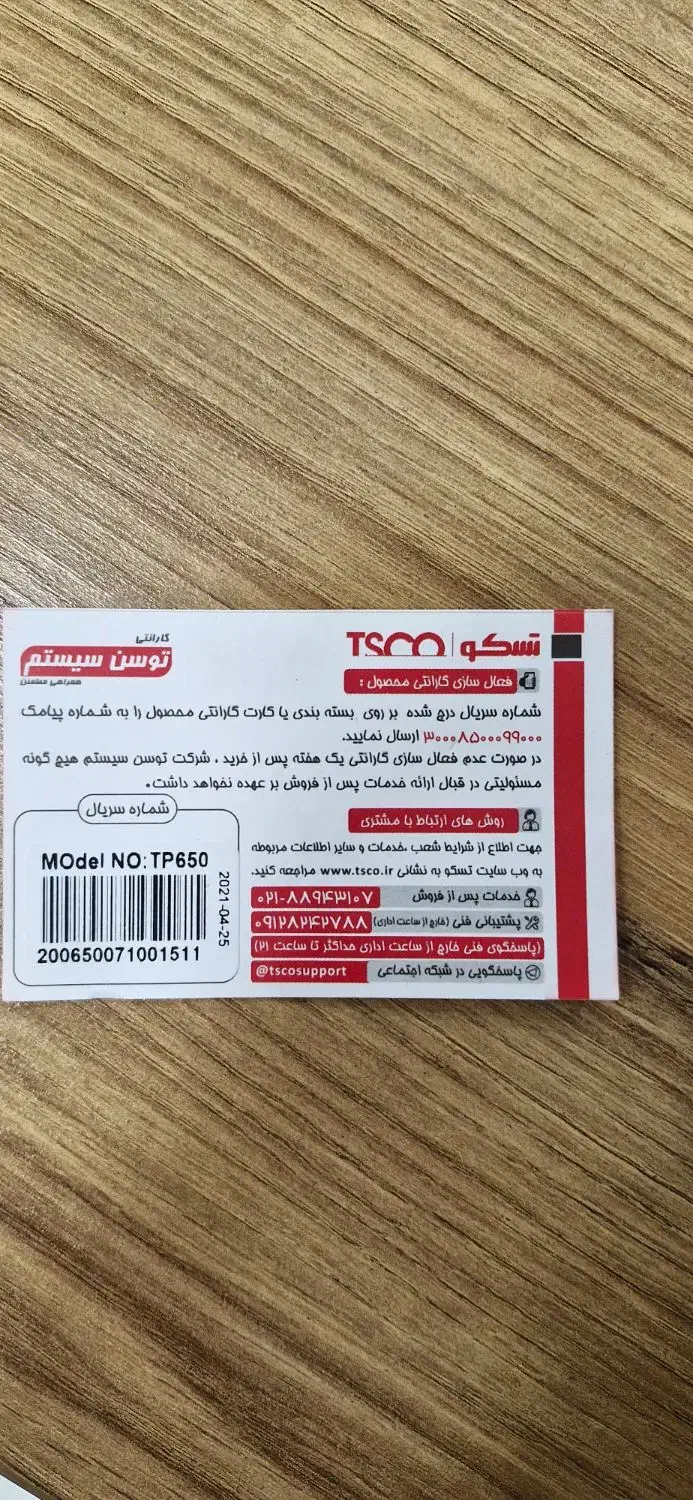 تسکو | TSCO
گارانتی
توسن سیستم
همراهی مطمئن
فعال سازی گارانتی محصول :
شماره سریال درج شده بر روی بسته بندی یا کارت گارانتی محصول را به شماره پیامک
۳۰۰۰۸۵۰۰۰۹۹۰۰۰ ارسال نمایید.
در صورت عدم فعال سازی گارانتی یک هفته پس از خرید ، شرکت توسن سیستم هیچ گونه
مسئولیتی در قبال ارائه خدمات پس از فروش بر عهده نخواهد داشت.
روش های ارتباط با مشتری
جهت اطلاع از شرایط شعب ،خدمات و سایر اطلاعات مربوطه
به وب سایت تسکو به نشانی www.tsco.ir مراجعه کنید.
خدمات پس از فروش ۰۲۱-۸۸۹۴۳۱۰۷
پشتیبانی فنی (خارج از ساعت اداری) ۰۹۱۲۸۲۴۲۷۸۸
(پاسخگوی فنی خارج از ساعت اداری حداکثر تا ساعت ۲۱)
پاسخگویی در شبکه اجتماعی @tscosupport
شماره سریال
MOdel NO: TP650
200650071001511
2021-04-25